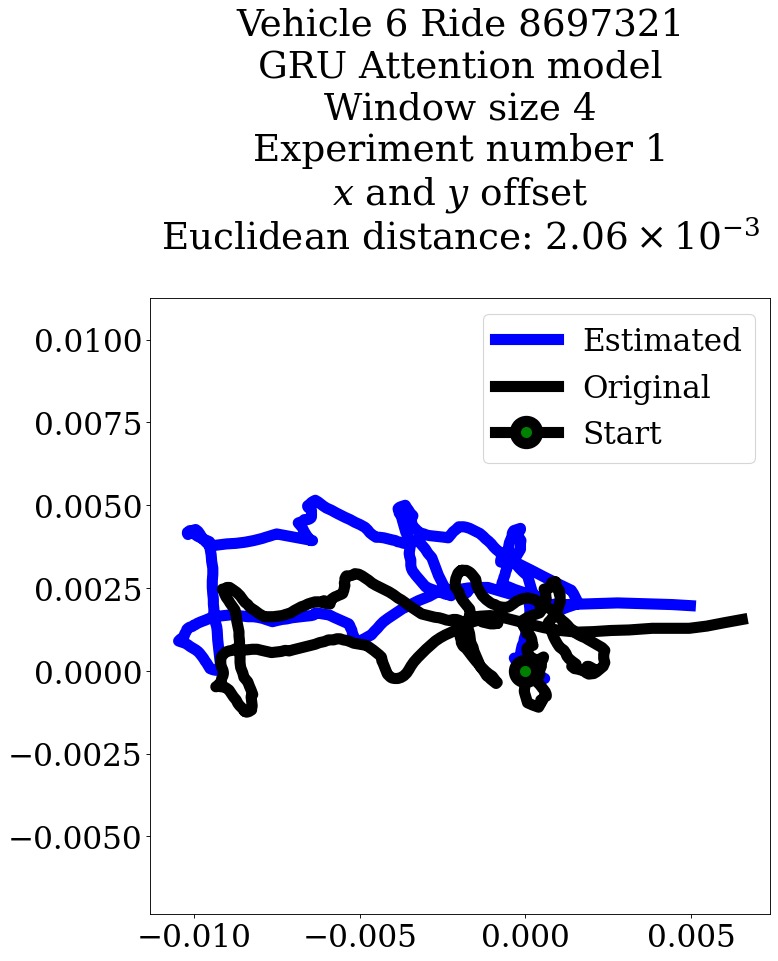 Vehicle 6 Ride 8697321
GRU Attention model
Window size 4
Experiment number 1
x and y offset
Euclidean distance: 2.06 × 10⁻³
Estimated
Original
Start
0.0100
0.0075
0.0050
0.0025
0.0000
−0.0025
−0.0050
−0.010
−0.005
0.000
0.005